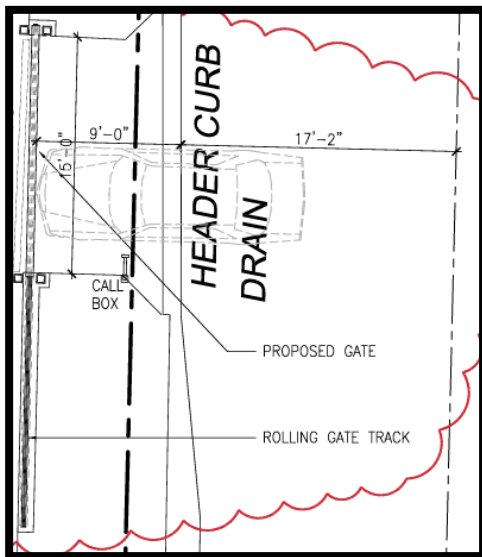 9'-0"
17'-2"
15'-0"
HEADER CURB
DRAIN
CALL
BOX
PROPOSED GATE
ROLLING GATE TRACK